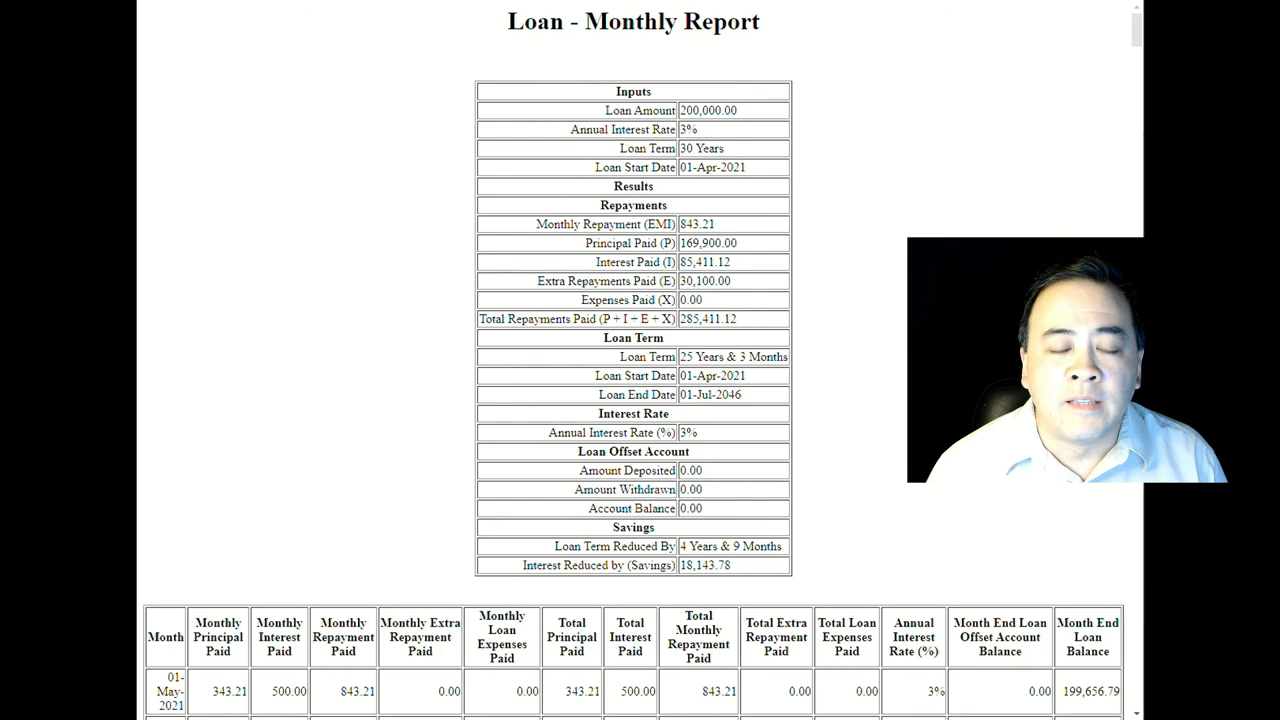 Loan - Monthly Report
Inputs
Loan Amount 200,000.00
Annual Interest Rate 3%
Loan Term 30 Years
Loan Start Date 01-Apr-2021
Results
Repayments
Monthly Repayment (EMI) 843.21
Principal Paid (P) 169,900.00
Interest Paid (I) 85,411.12
Extra Repayments Paid (E) 30,100.00
Expenses Paid (X) 0.00
Total Repayments Paid (P + I + E + X) 285,411.12
Loan Term
Loan Term 25 Years & 3 Months
Loan Start Date 01-Apr-2021
Loan End Date 01-Jul-2046
Interest Rate
Annual Interest Rate (%) 3%
Loan Offset Account
Amount Deposited 0.00
Amount Withdrawn 0.00
Account Balance 0.00
Savings
Loan Term Reduced By 4 Years & 9 Months
Interest Reduced by (Savings) 18,143.78
Month
Monthly
Principal
Paid
Monthly
Interest
Paid
Monthly
Repayment
Paid
Monthly Extra
Repayment
Paid
Monthly
Loan
Expenses
Paid
Total
Principal
Paid
Total
Interest
Paid
Total
Monthly
Repayment
Paid
Total Extra
Repayment
Paid
Total Loan
Expenses
Paid
Annual
Interest
Rate (%)
Month End Loan
Offset Account
Balance
Month End
Loan
Balance
01-
May-
2021
343.21
500.00
843.21
0.00
0.00
343.21
500.00
843.21
0.00
0.00
3%
0.00
199,656.79